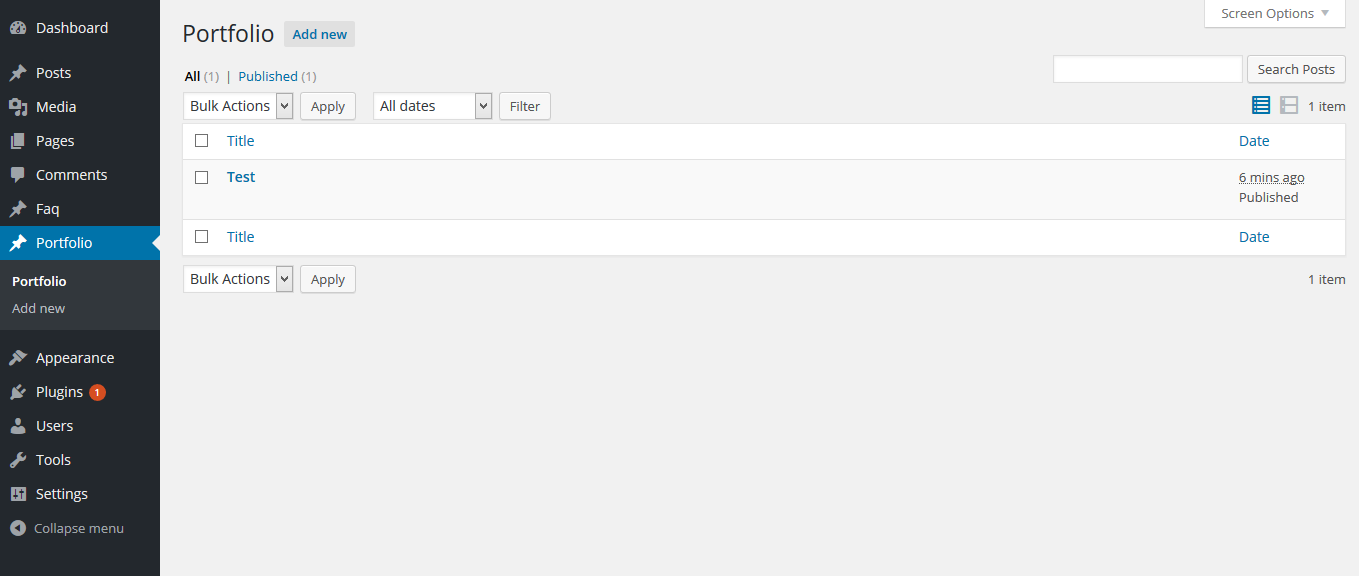 Dashboard
Posts
Media
Pages
Comments
Faq
Portfolio
Portfolio
Add new
Appearance
Plugins 1
Users
Tools
Settings
Collapse menu
Screen Options
Portfolio Add new
All (1) | Published (1)
Search Posts
Bulk Actions Apply All dates Filter 1 item
Title Date
Test 6 mins ago
Published
Title Date
Bulk Actions Apply 1 item